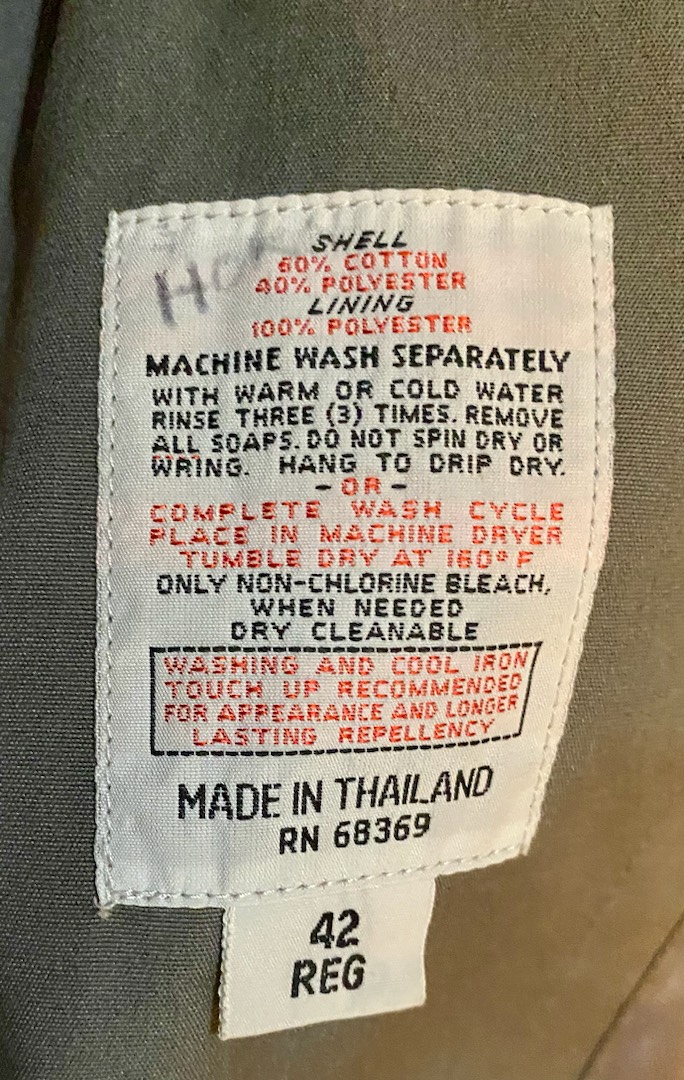 SHELL
60% COTTON
40% POLYESTER
LINING
100% POLYESTER
MACHINE WASH SEPARATELY
WITH WARM OR COLD WATER
RINSE THREE (3) TIMES. REMOVE
ALL SOAPS. DO NOT SPIN DRY OR
WRING. HANG TO DRIP DRY.
- OR -
COMPLETE WASH CYCLE
PLACE IN MACHINE DRYER
TUMBLE DRY AT 160° F
ONLY NON-CHLORINE BLEACH,
WHEN NEEDED
DRY CLEANABLE
WASHING AND COOL IRON
TOUCH UP RECOMMENDED
FOR APPEARANCE AND LONGER
LASTING REPELLENCY
MADE IN THAILAND
RN 68369
42
REG